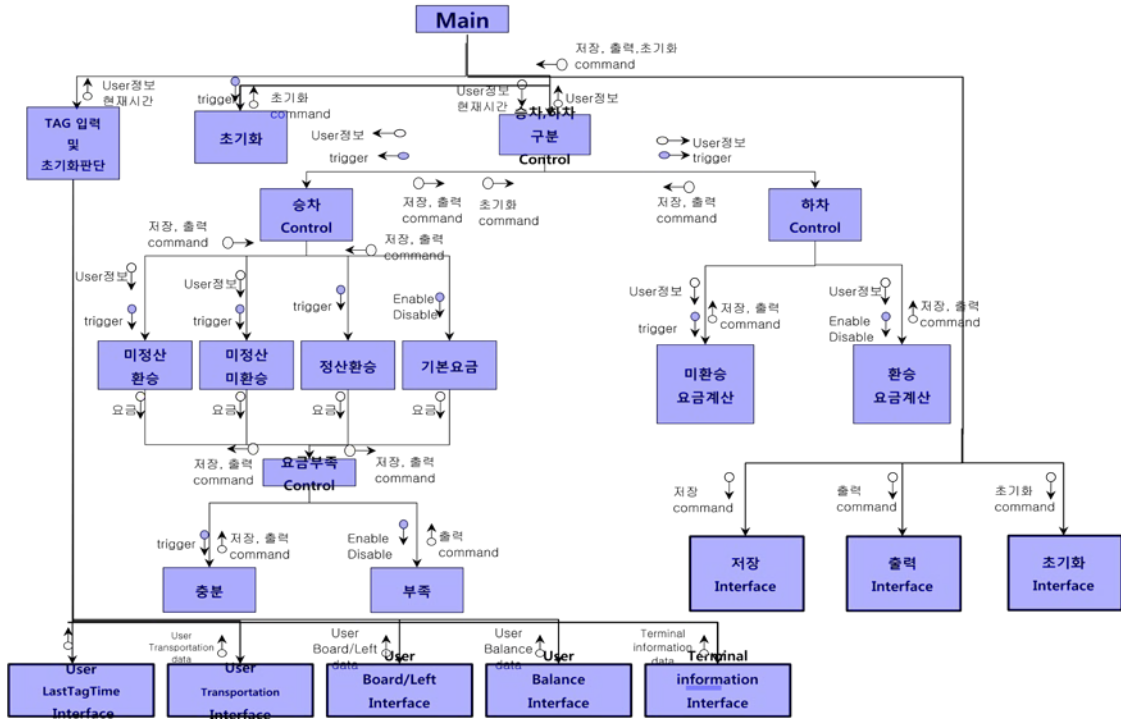 Main
저장, 출력,초기화
command
User정보
현재시간
trigger
초기화
command
User정보
현재시간
User정보
TAG 입력
및
초기화판단
초기화
승차,하차
구분
Control
User정보
trigger
User정보
trigger
승차
Control
저장, 출력
command
초기화
command
저장, 출력
command
하차
Control
저장, 출력
command
저장, 출력
command
User정보
trigger
User정보
trigger
trigger
Enable
Disable
User정보
trigger
저장, 출력
command
User정보
Enable
Disable
저장, 출력
command
미정산
환승
미정산
미환승
정산환승
기본요금
미환승
요금계산
환승
요금계산
요금
요금
요금
요금
저장, 출력
command
요금부족
Control
저장, 출력
command
저장
command
출력
command
초기화
command
trigger
저장, 출력
command
Enable
Disable
출력
command
저장
Interface
출력
Interface
초기화
Interface
충분
부족
User
Transportation
data
User
Board/Left
data
User
Balance
data
Terminal
information
data
User
LastTagTime
Interface
User
Transportation
Interface
User
Board/Left
Interface
User
Balance
Interface
Terminal
information
Interface